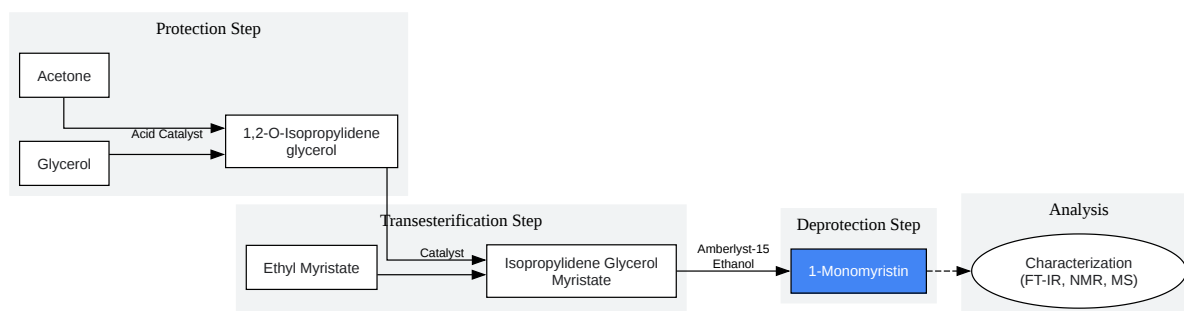 Protection Step
Acetone
Acid Catalyst
1,2-O-Isopropylidene
glycerol
Glycerol
Transesterification Step
Ethyl Myristate
Catalyst
Isopropylidene Glycerol
Myristate
Amberlyst-15
Ethanol
Deprotection Step
1-Monomyristin
Analysis
Characterization
(FT-IR, NMR, MS)